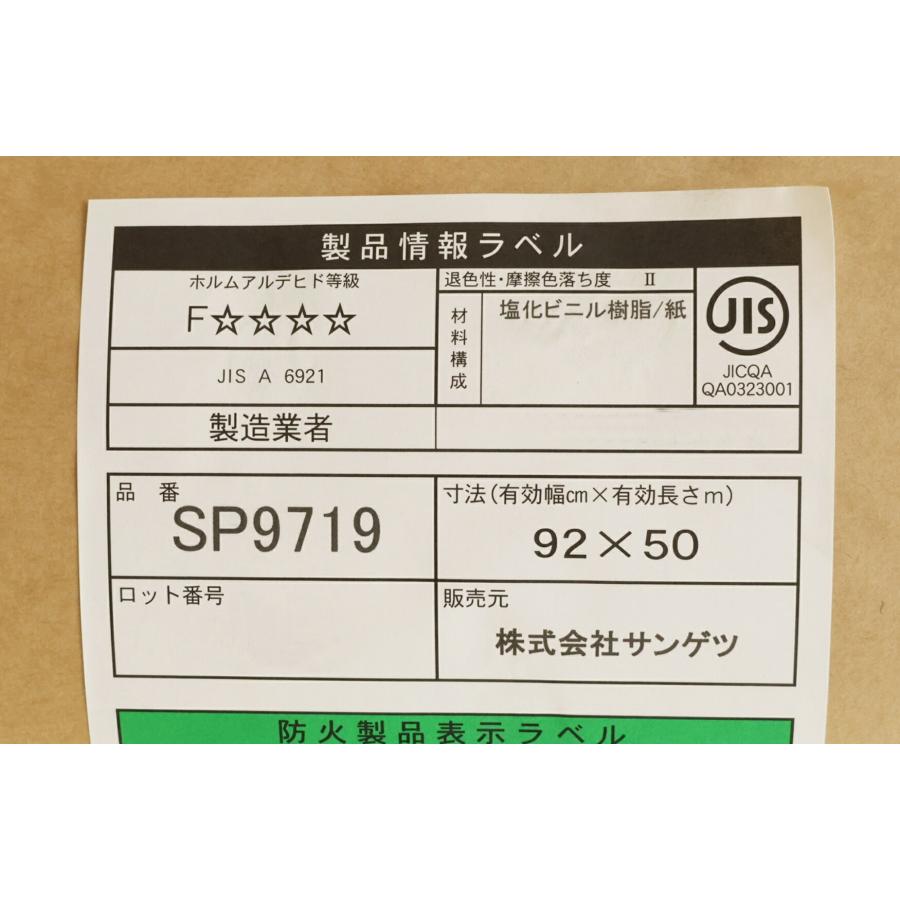 製品情報ラベル
ホルムアルデヒド等級
F☆☆☆☆
JIS A 6921
退色性・摩擦色落ち度 Ⅱ
材料構成
塩化ビニル樹脂/紙
JIS
JICQA
QA0323001
製造業者
品 番
SP9719
寸法(有効幅cm×有効長さm)
92×50
ロット番号
販売元
株式会社サンゲツ
防火製品表示ラベル